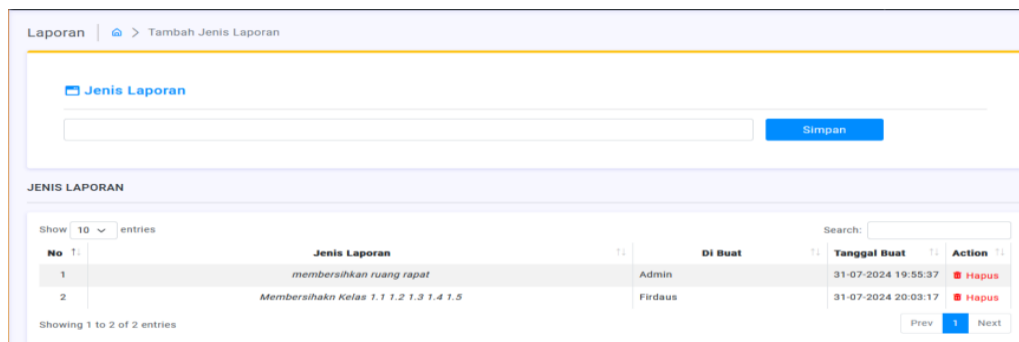 Laporan > Tambah Jenis Laporan
Jenis Laporan
Simpan
JENIS LAPORAN
Show 10 entries Search:
No Jenis Laporan Di Buat Tanggal Buat Action
1 membersihkan ruang rapat Admin 31-07-2024 19:55:37 Hapus
2 Membersihakn Kelas 1.1 1.2 1.3 1.4 1.5 Firdaus 31-07-2024 20:03:17 Hapus
Showing 1 to 2 of 2 entries Prev 1 Next